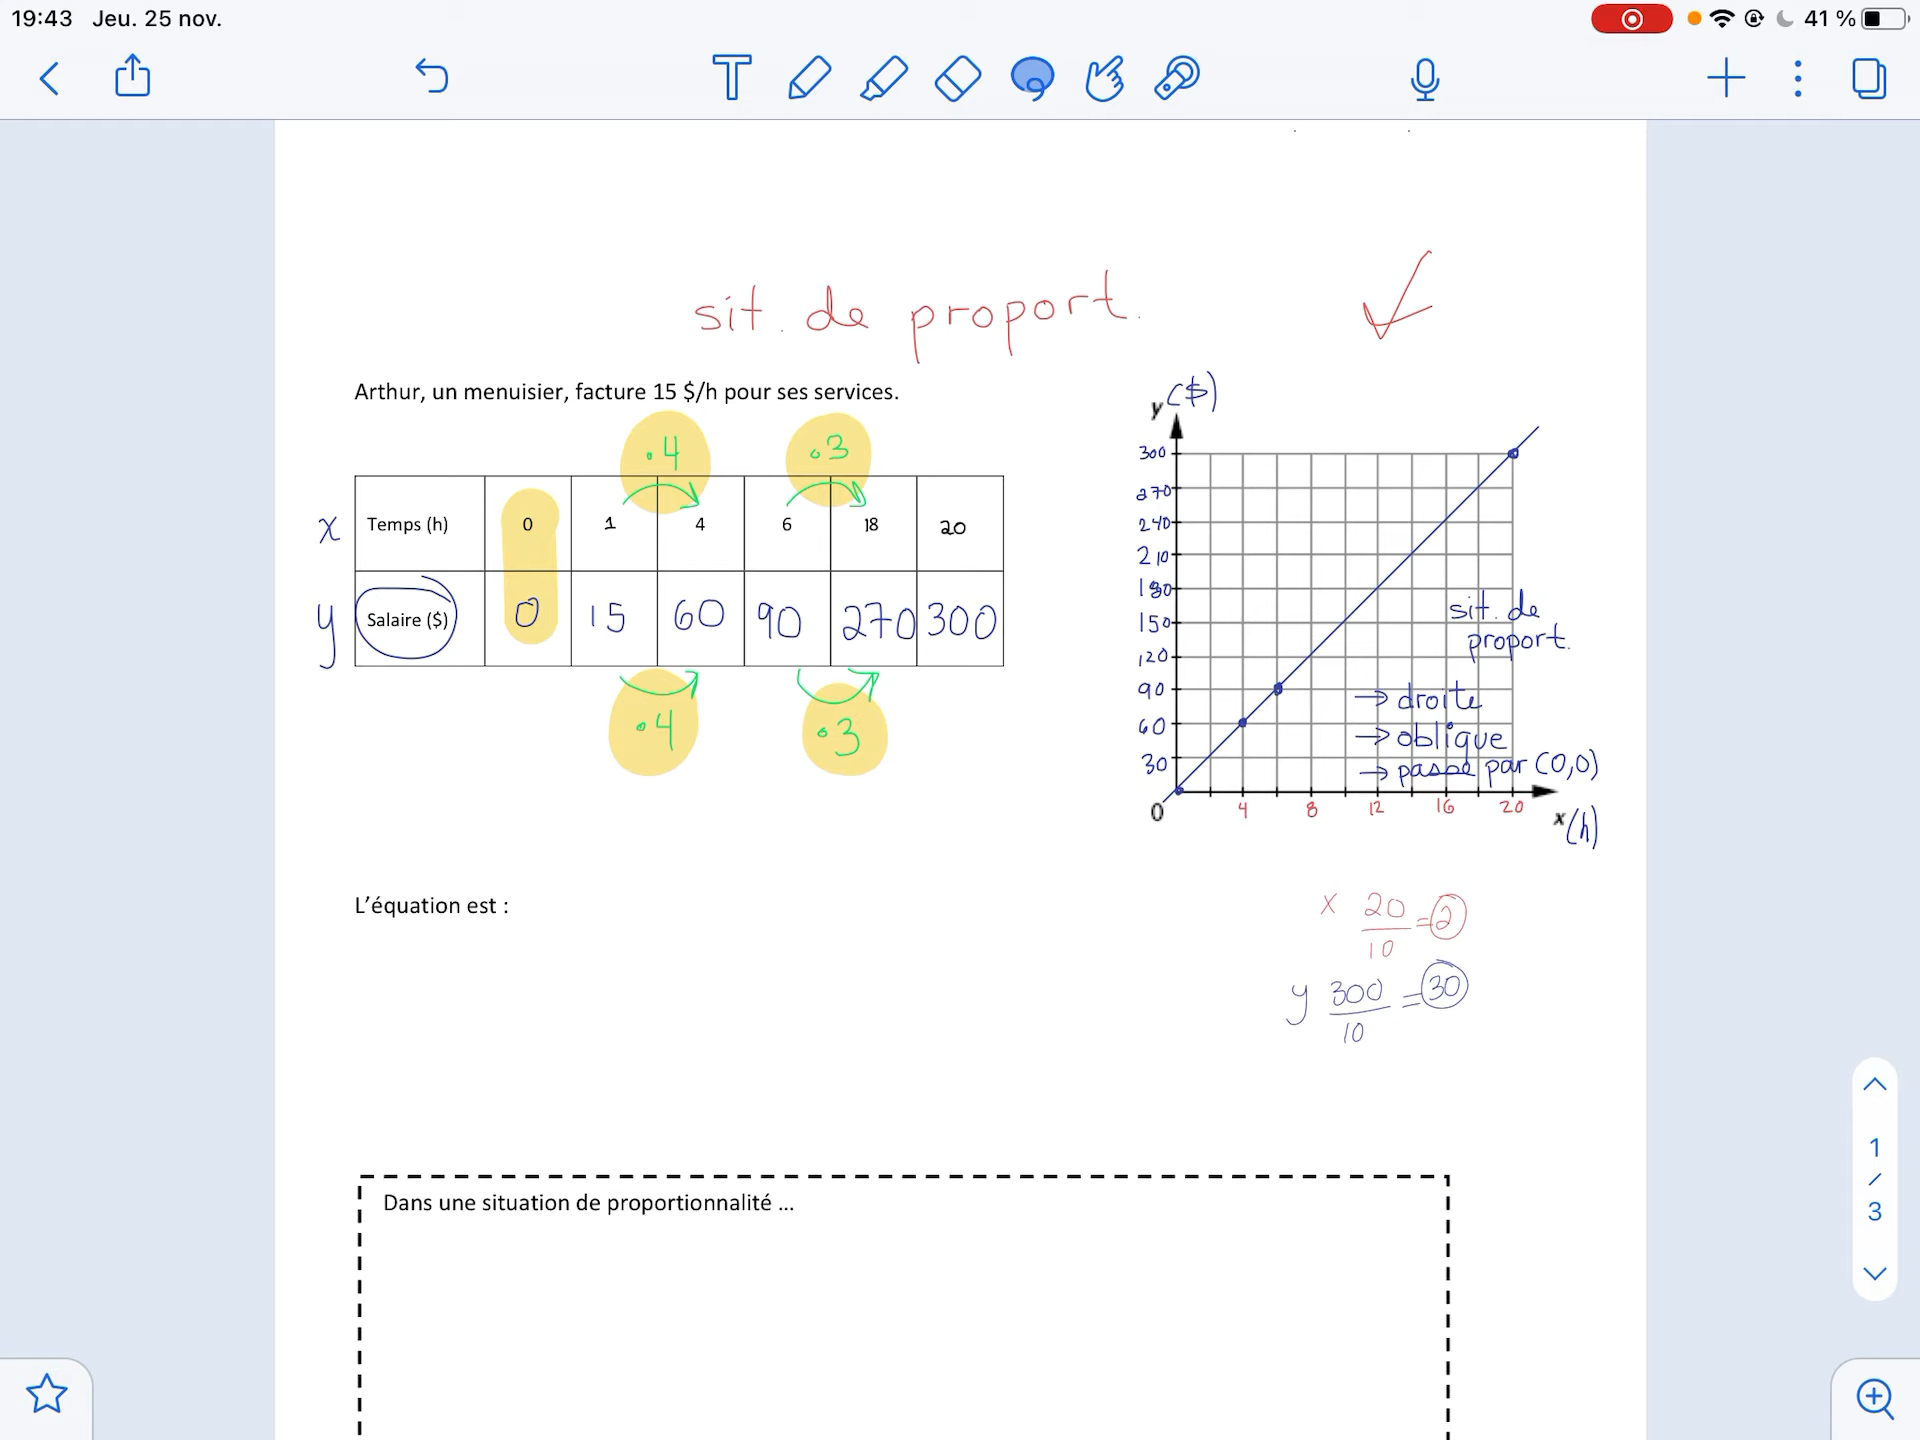 19:43 Jeu. 25 nov.
41 %
sit. de proport.
Arthur, un menuisier, facture 15 $/h pour ses services.
.4 .3
x Temps (h) 0 1 4 6 18 20
y Salaire ($) 0 15 60 90 270 300
.4 .3
y ($)
300
270
240
210
180
150
120
90
60
30
0 4 8 12 16 20
x (h)
sit. de
proport.
→ droite
→ oblique
→ passe par (0,0)
L'équation est :
x 20/10 = 2
y 300/10 = 30
Dans une situation de proportionnalité ...
1
/
3